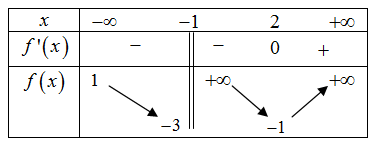 x −∞ −1 2 +∞
f'(x) − − 0 +
f(x) 1 −3 +∞ −1 +∞